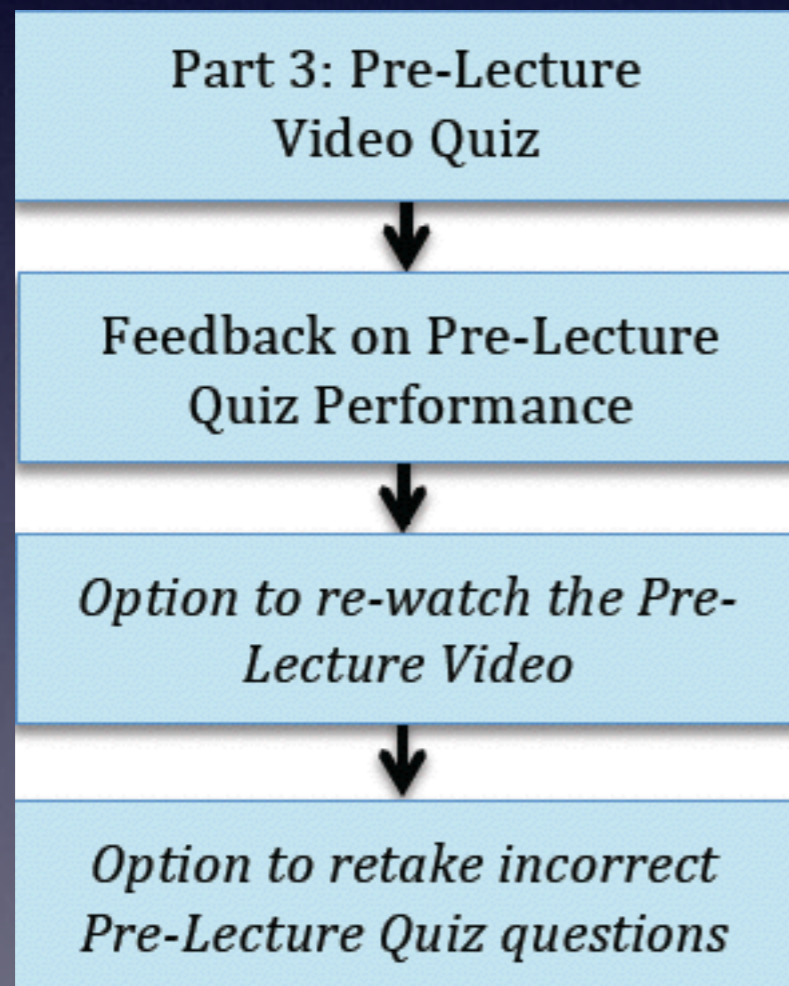 Part 3: Pre-Lecture
Video Quiz
Feedback on Pre-Lecture
Quiz Performance
Option to re-watch the Pre-
Lecture Video
Option to retake incorrect
Pre-Lecture Quiz questions